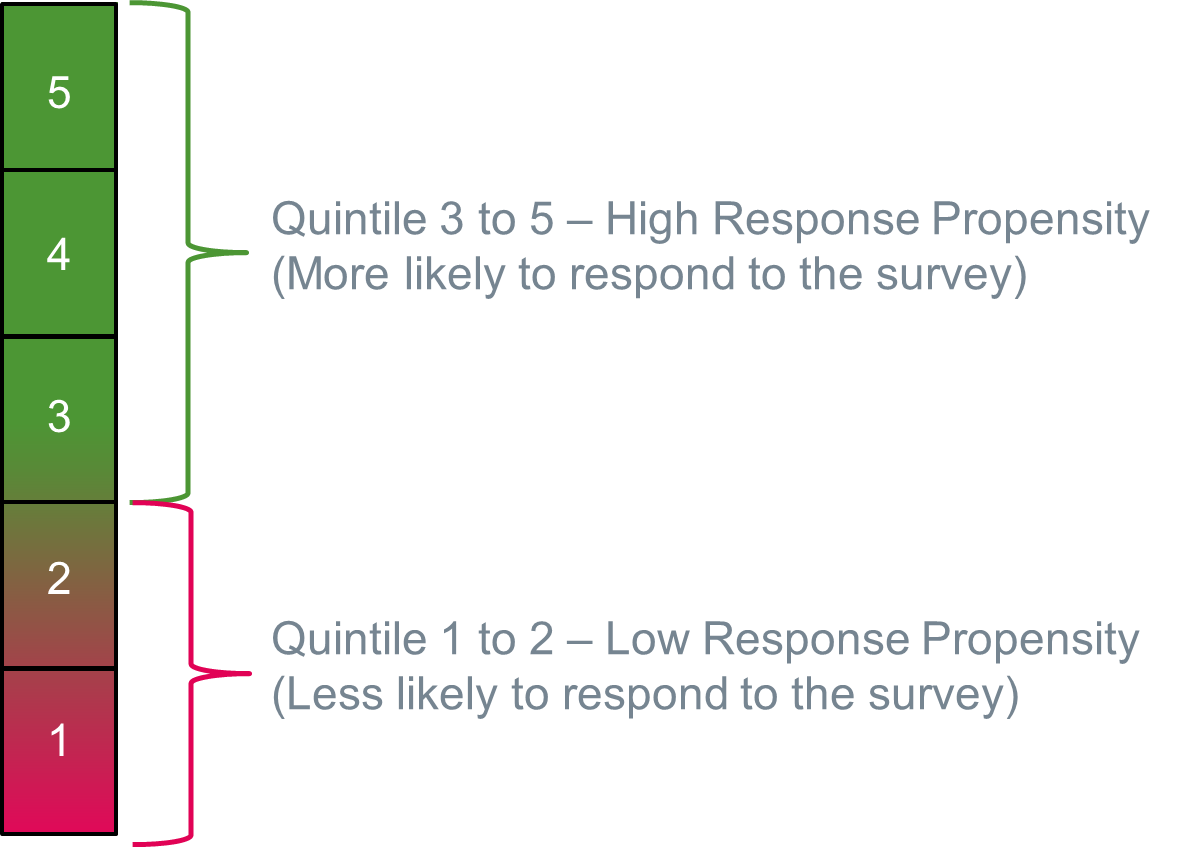 5
4
Quintile 3 to 5 – High Response Propensity
(More likely to respond to the survey)
3
2
Quintile 1 to 2 – Low Response Propensity
(Less likely to respond to the survey)
1